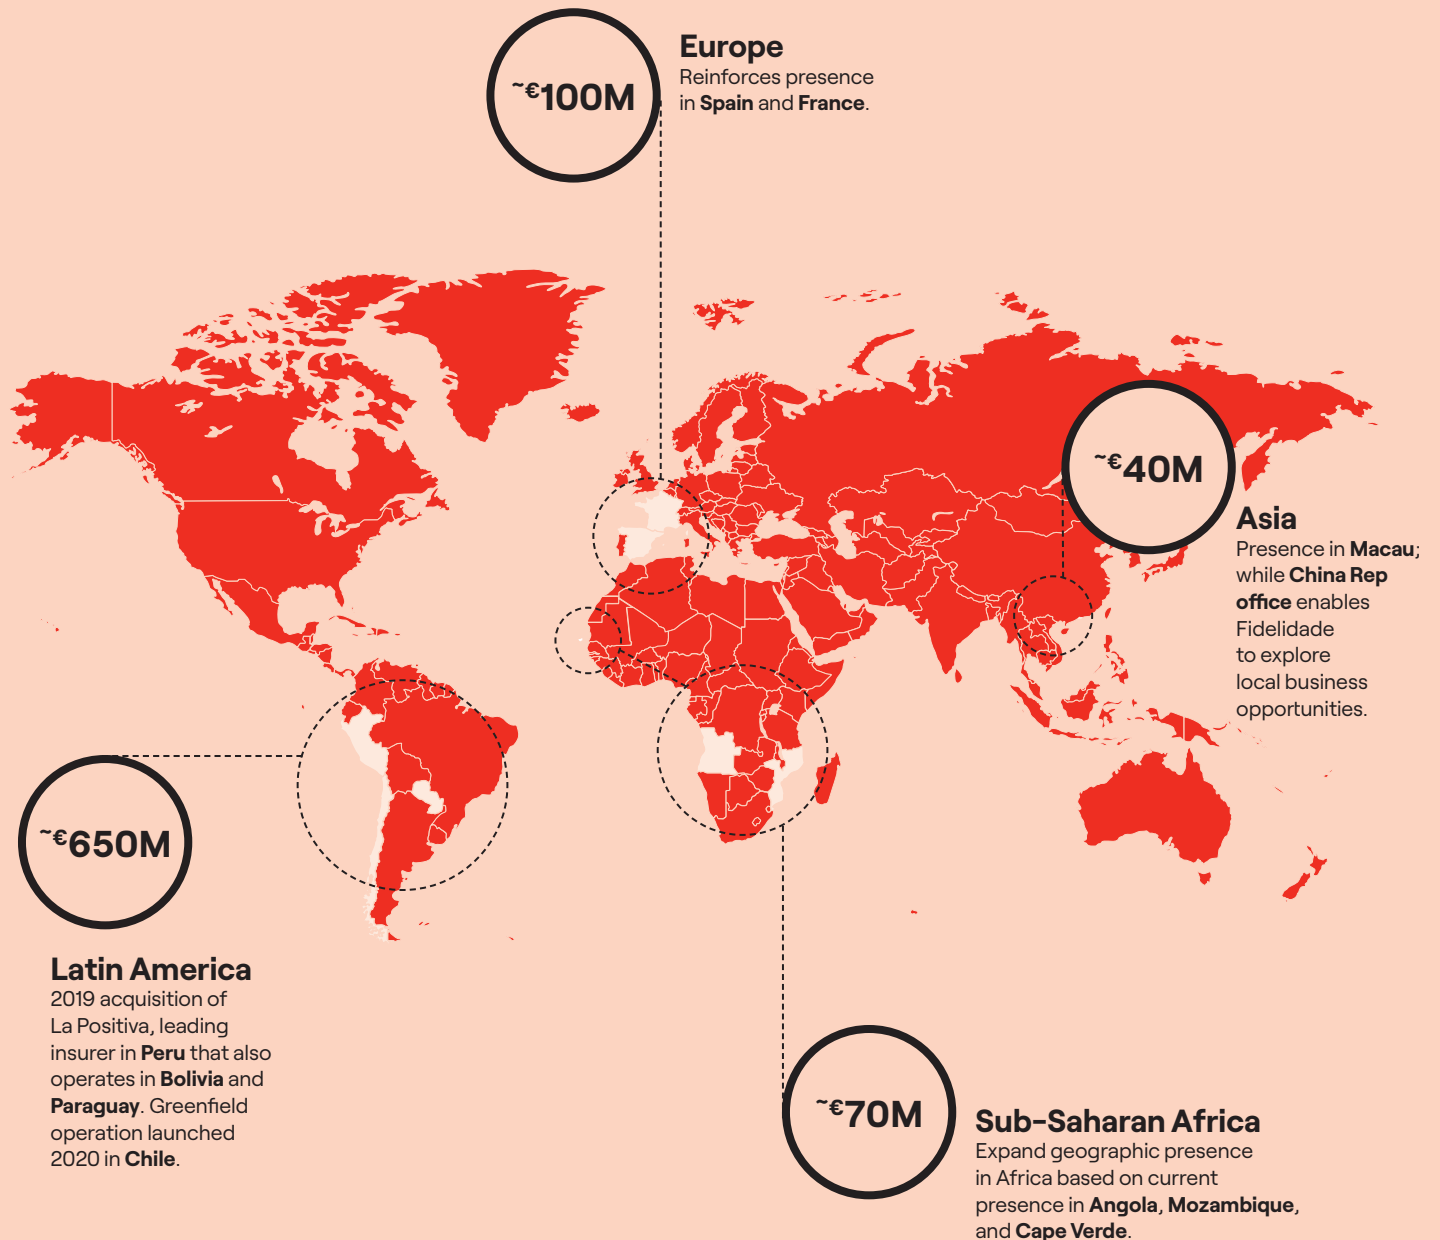 ~€100M
Europe
Reinforces presence
in Spain and France.
~€40M
Asia
Presence in Macau;
while China Rep
office enables
Fidelidade
to explore
local business
opportunities.
~€650M
Latin America
2019 acquisition of
La Positiva, leading
insurer in Peru that also
operates in Bolivia and
Paraguay. Greenfield
operation launched
2020 in Chile.
~€70M
Sub-Saharan Africa
Expand geographic presence
in Africa based on current
presence in Angola, Mozambique,
and Cape Verde.